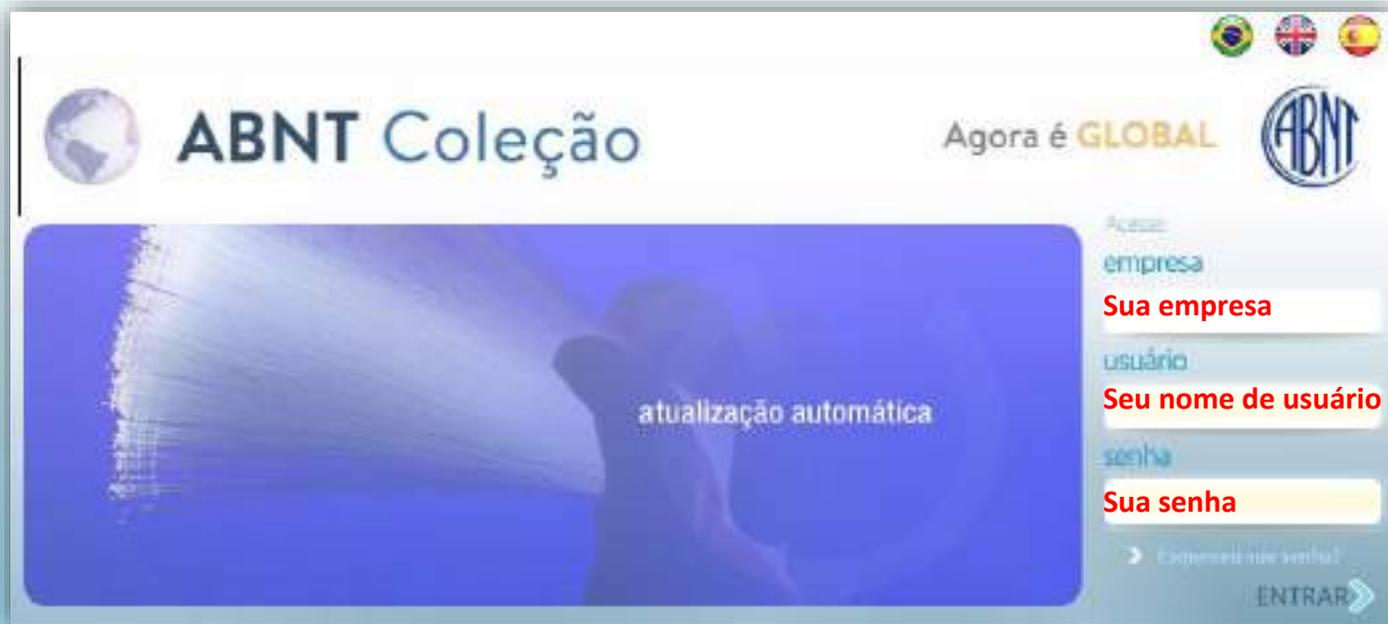 ABNT Coleção
Agora é GLOBAL
ABNT
Acesso
empresa
Sua empresa
usuário
Seu nome de usuário
atualização automática
senha
Sua senha
ENTRAR